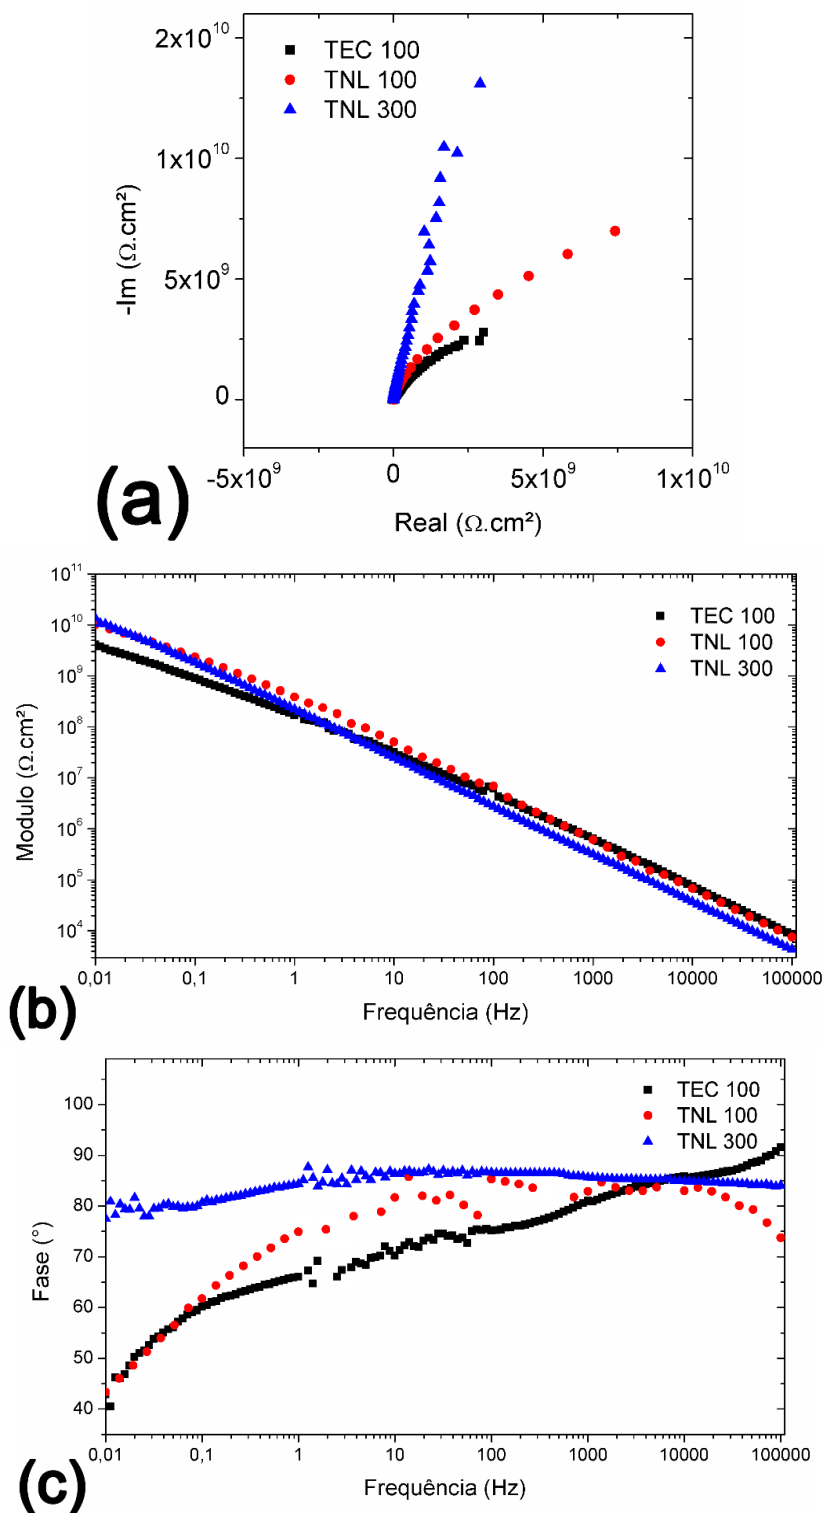 2x10¹⁰
TEC 100
TNL 100
TNL 300
1x10¹⁰
5x10⁹
0
-Im (Ω.cm²)
-5x10⁹ 0 5x10⁹ 1x10¹⁰
Real (Ω.cm²)
(a)
10¹¹
10¹⁰
10⁹
10⁸
10⁷
10⁶
10⁵
10⁴
Modulo (Ω.cm²)
TEC 100
TNL 100
TNL 300
0,01 0,1 1 10 100 1000 10000 100000
Frequência (Hz)
(b)
100
90
80
70
60
50
40
Fase (°)
TEC 100
TNL 100
TNL 300
0,01 0,1 1 10 100 1000 10000 100000
Frequência (Hz)
(c)